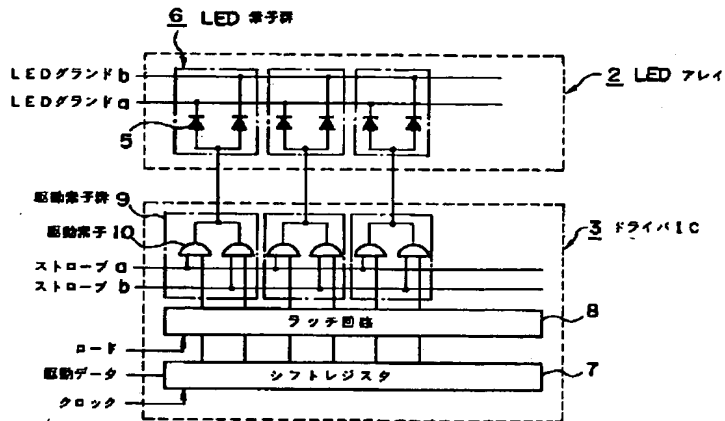 6 LED 素子群
LEDグランド b
LEDグランド a
2 LED アレイ
5
駆動素子群 9
駆動素子 10
3 ドライバIC
ストローブ a
ストローブ b
ラッチ回路
8
ロード
駆動データ
シフトレジスタ
7
クロック